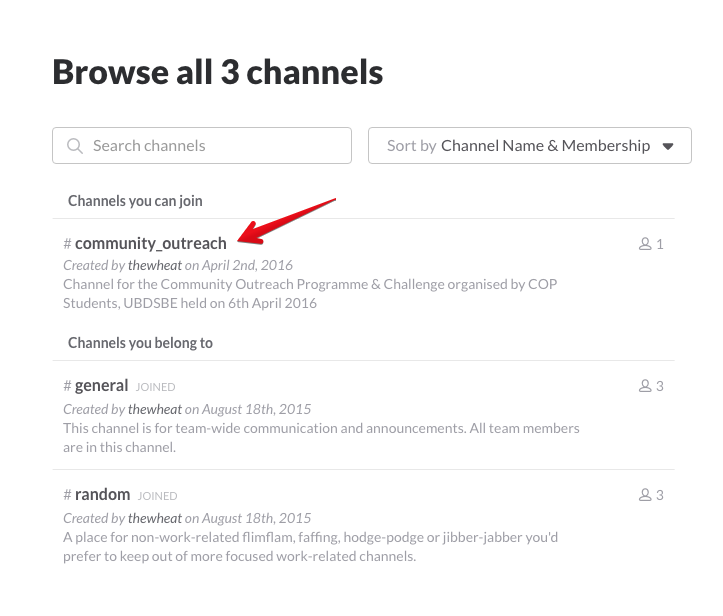 Browse all 3 channels
Search channels
Sort by Channel Name & Membership
Channels you can join
# community_outreach
1
Created by thewheat on April 2nd, 2016
Channel for the Community Outreach Programme & Challenge organised by COP
Students, UBDSBE held on 6th April 2016
Channels you belong to
# general JOINED
3
Created by thewheat on August 18th, 2015
This channel is for team-wide communication and announcements. All team members
are in this channel.
# random JOINED
3
Created by thewheat on August 18th, 2015
A place for non-work-related flimflam, faffing, hodge-podge or jibber-jabber you'd
prefer to keep out of more focused work-related channels.